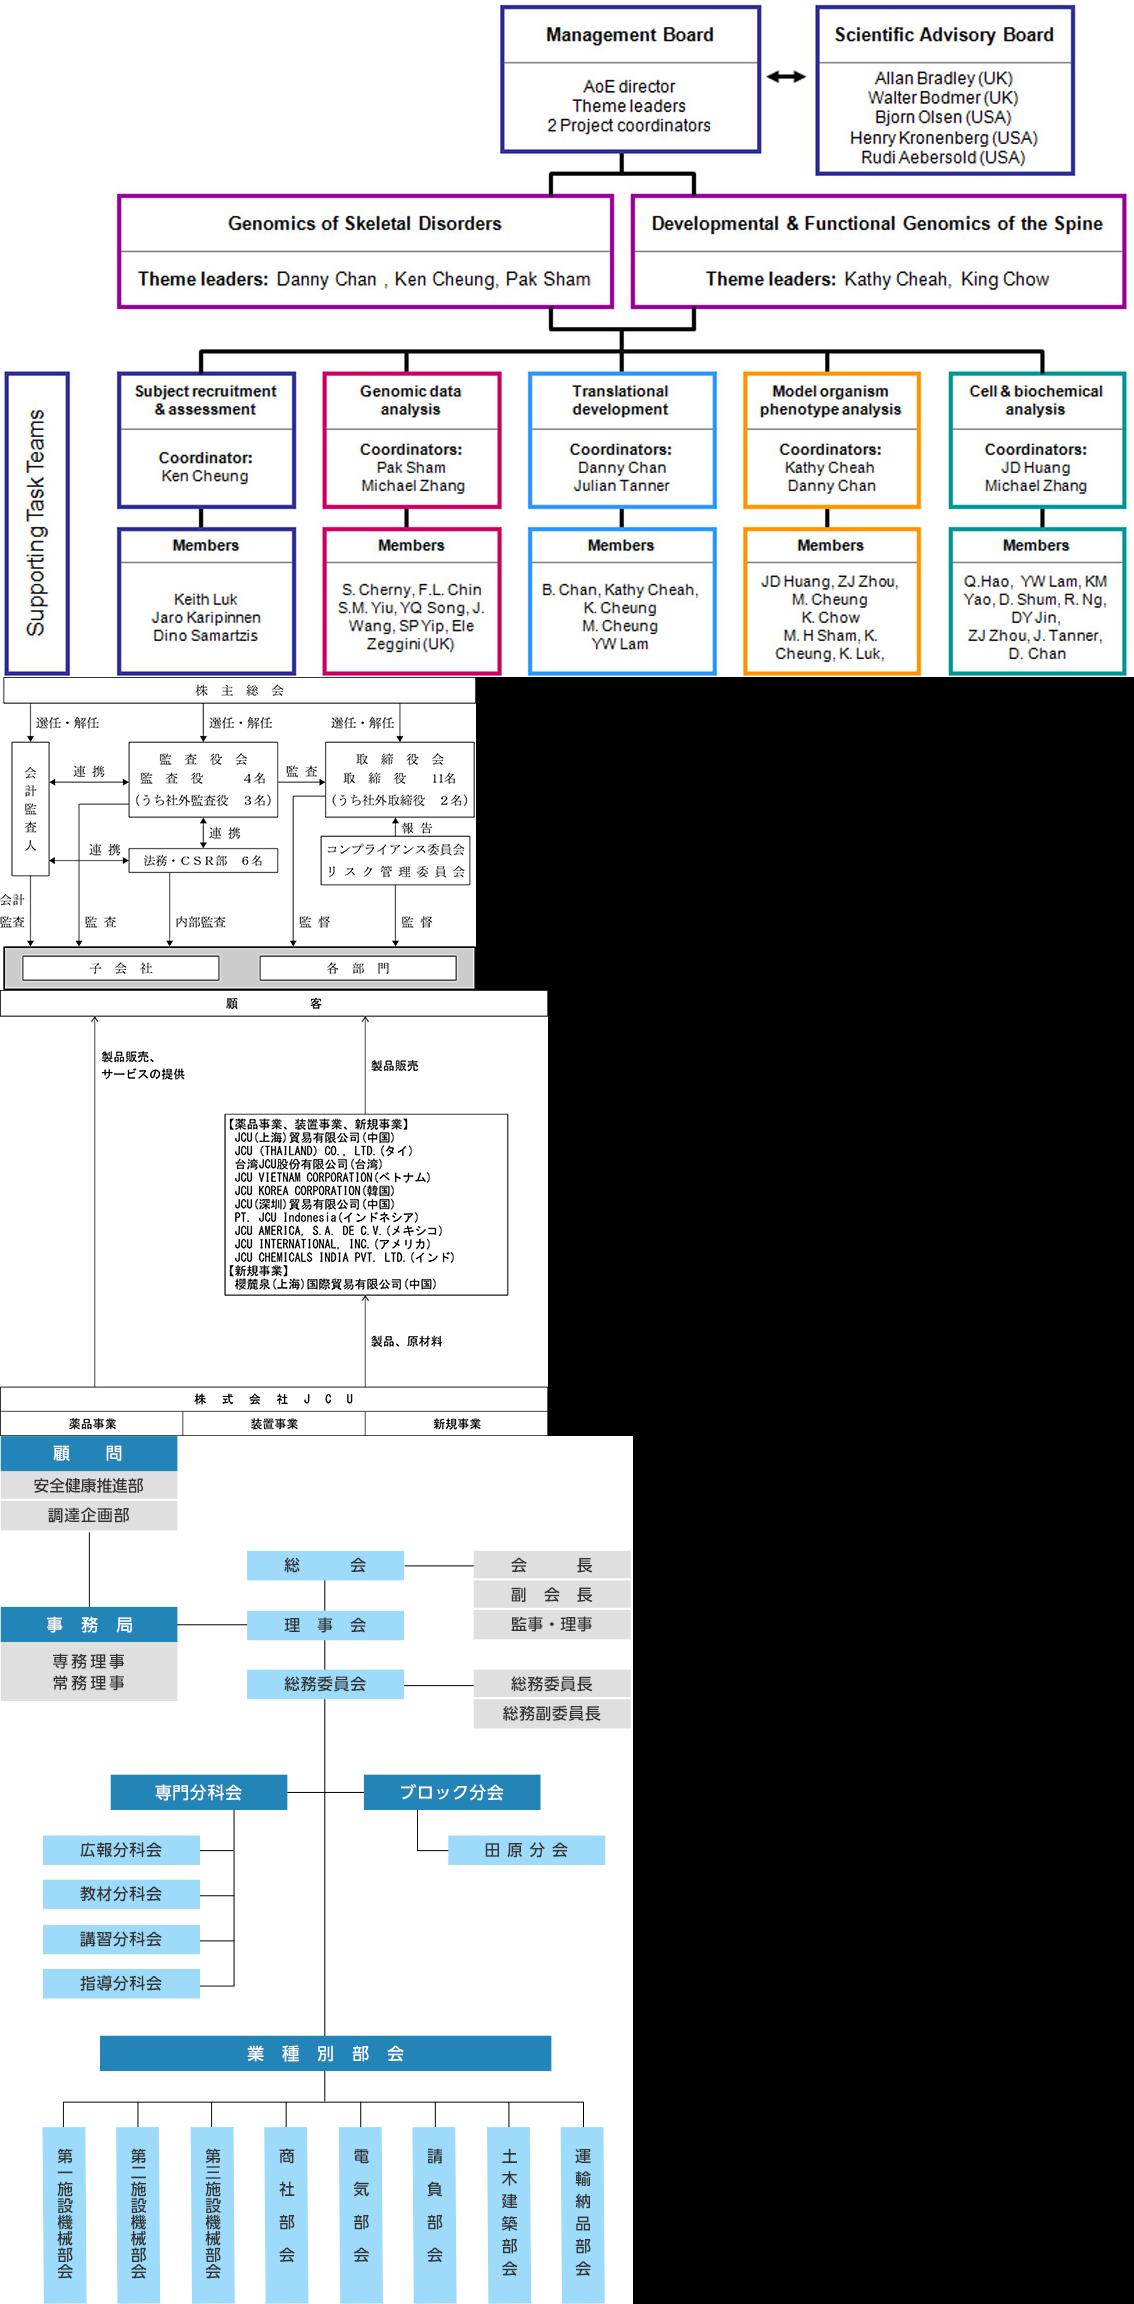 Management Board
AoE director
Theme leaders
2 Project coordinators
Scientific Advisory Board
Allan Bradley (UK)
Walter Bodmer (UK)
Bjorn Olsen (USA)
Henry Kronenberg (USA)
Rudi Aebersold (USA)
Genomics of Skeletal Disorders
Theme leaders: Danny Chan , Ken Cheung, Pak Sham
Developmental & Functional Genomics of the Spine
Theme leaders: Kathy Cheah, King Chow
Supporting Task Teams
Subject recruitment
& assessment
Coordinator:
Ken Cheung
Members
Keith Luk
Jaro Karipinnen
Dino Samartzis
Genomic data
analysis
Coordinators:
Pak Sham
Michael Zhang
Members
S. Cherny, F.L. Chin
S.M. Yiu, YQ Song, J.
Wang, SP Yip, Ele
Zeggini (UK)
Translational
development
Coordinators:
Danny Chan
Julian Tanner
Members
B. Chan, Kathy Cheah,
K. Cheung
M. Cheung
YW Lam
Model organism
phenotype analysis
Coordinators:
Kathy Cheah
Danny Chan
Members
JD Huang, ZJ Zhou,
M. Cheung
K. Chow
M. H Sham, K.
Cheung, K. Luk,
Cell & biochemical
analysis
Coordinators:
JD Huang
Michael Zhang
Members
Q.Hao, YW Lam, KM
Yao, D. Shum, R. Ng,
DY Jin,
ZJ Zhou, J. Tanner,
D. Chan
株主総会
選任・解任
選任・解任
選任・解任
会計監査人
連携
監査役会
監査役 4名
(うち社外監査役 3名)
監査
取締役会
取締役 11名
(うち社外取締役 2名)
連携
報告
連携
法務・CSR部 6名
コンプライアンス委員会
リスク管理委員会
会計
監査
監査
内部監査
監督
監督
子会社
各部門
顧客
製品販売、
サービスの提供
製品販売
【薬品事業、装置事業、新規事業】
JCU(上海)貿易有限公司(中国)
JCU (THAILAND) CO., LTD.(タイ)
台湾JCU股份有限公司(台湾)
JCU VIETNAM CORPORATION(ベトナム)
JCU KOREA CORPORATION(韓国)
JCU(深圳)貿易有限公司(中国)
PT. JCU Indonesia(インドネシア)
JCU AMERICA, S.A. DE C.V.(メキシコ)
JCU INTERNATIONAL, INC.(アメリカ)
JCU CHEMICALS INDIA PVT. LTD.(インド)
【新規事業】
櫻麓泉(上海)国際貿易有限公司(中国)
製品、原材料
株式会社JCU
薬品事業
装置事業
新規事業
顧問
安全健康推進部
調達企画部
事務局
専務理事
常務理事
総会
会長
副会長
監事・理事
理事会
総務委員会
総務委員長
総務副委員長
専門分科会
ブロック分会
広報分科会
教材分科会
講習分科会
指導分科会
田原分会
業種別部会
第一施設機械部会
第二施設機械部会
第三施設機械部会
商社部会
電気部会
請負部会
土木建築部会
運輸納品部会